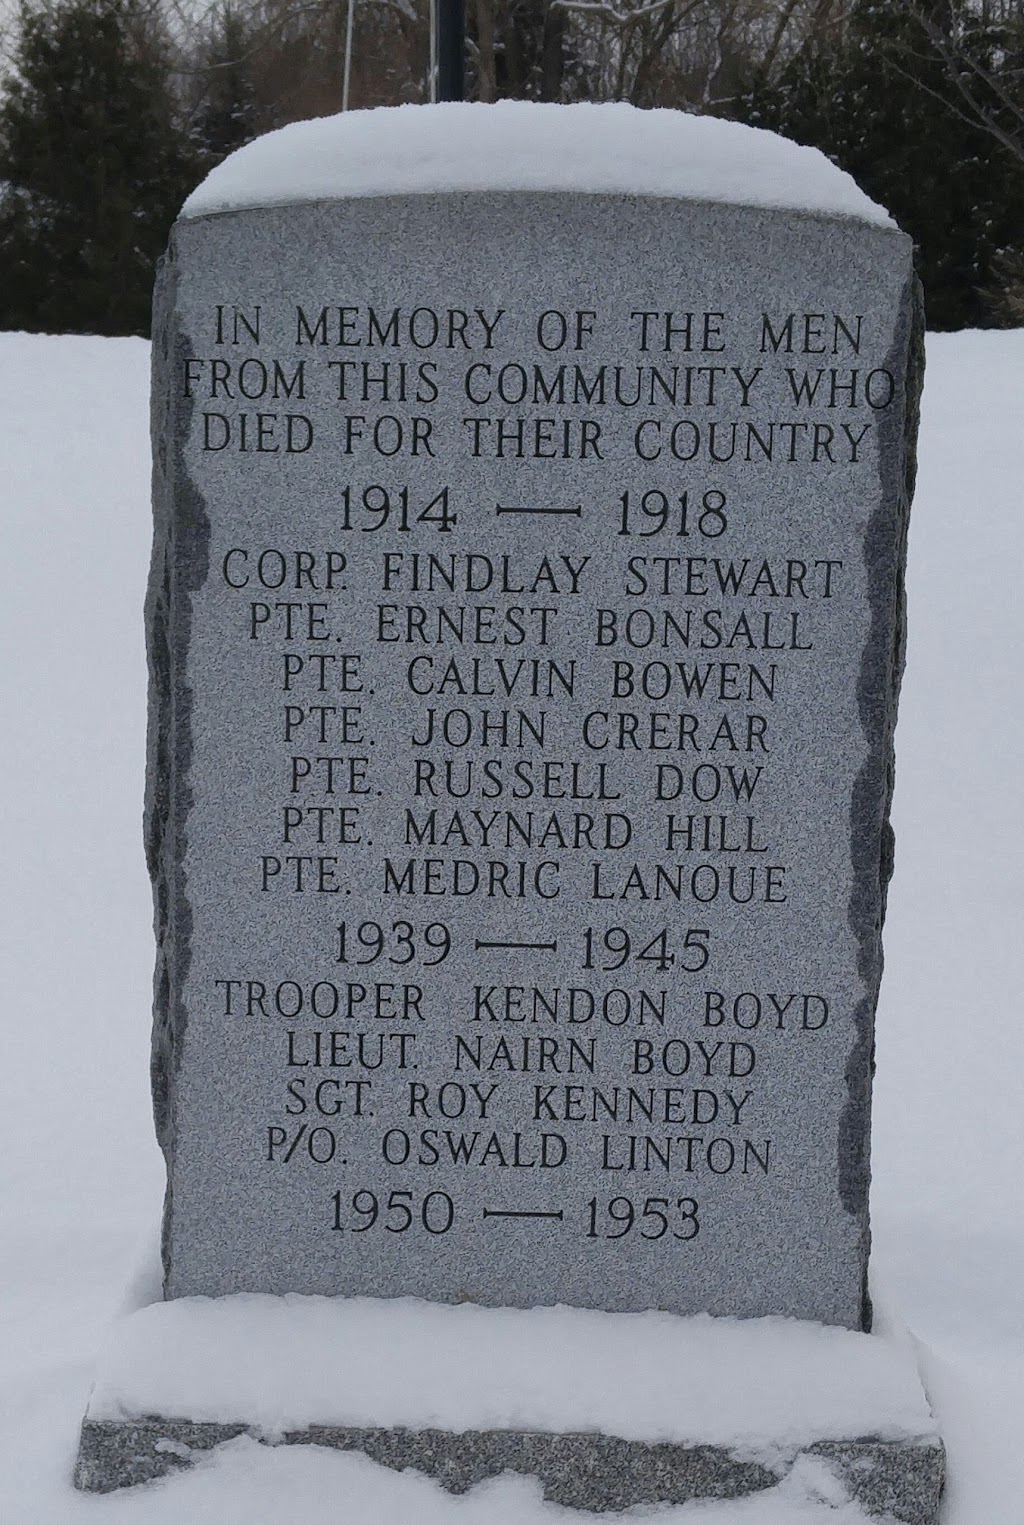 IN MEMORY OF THE MEN
FROM THIS COMMUNITY WHO
DIED FOR THEIR COUNTRY
1914 — 1918
CORP. FINDLAY STEWART
PTE. ERNEST BONSALL
PTE. CALVIN BOWEN
PTE. JOHN CRERAR
PTE. RUSSELL DOW
PTE. MAYNARD HILL
PTE. MEDRIC LANOUE
1939 — 1945
TROOPER KENDON BOYD
LIEUT. NAIRN BOYD
SGT. ROY KENNEDY
P/O. OSWALD LINTON
1950 — 1953